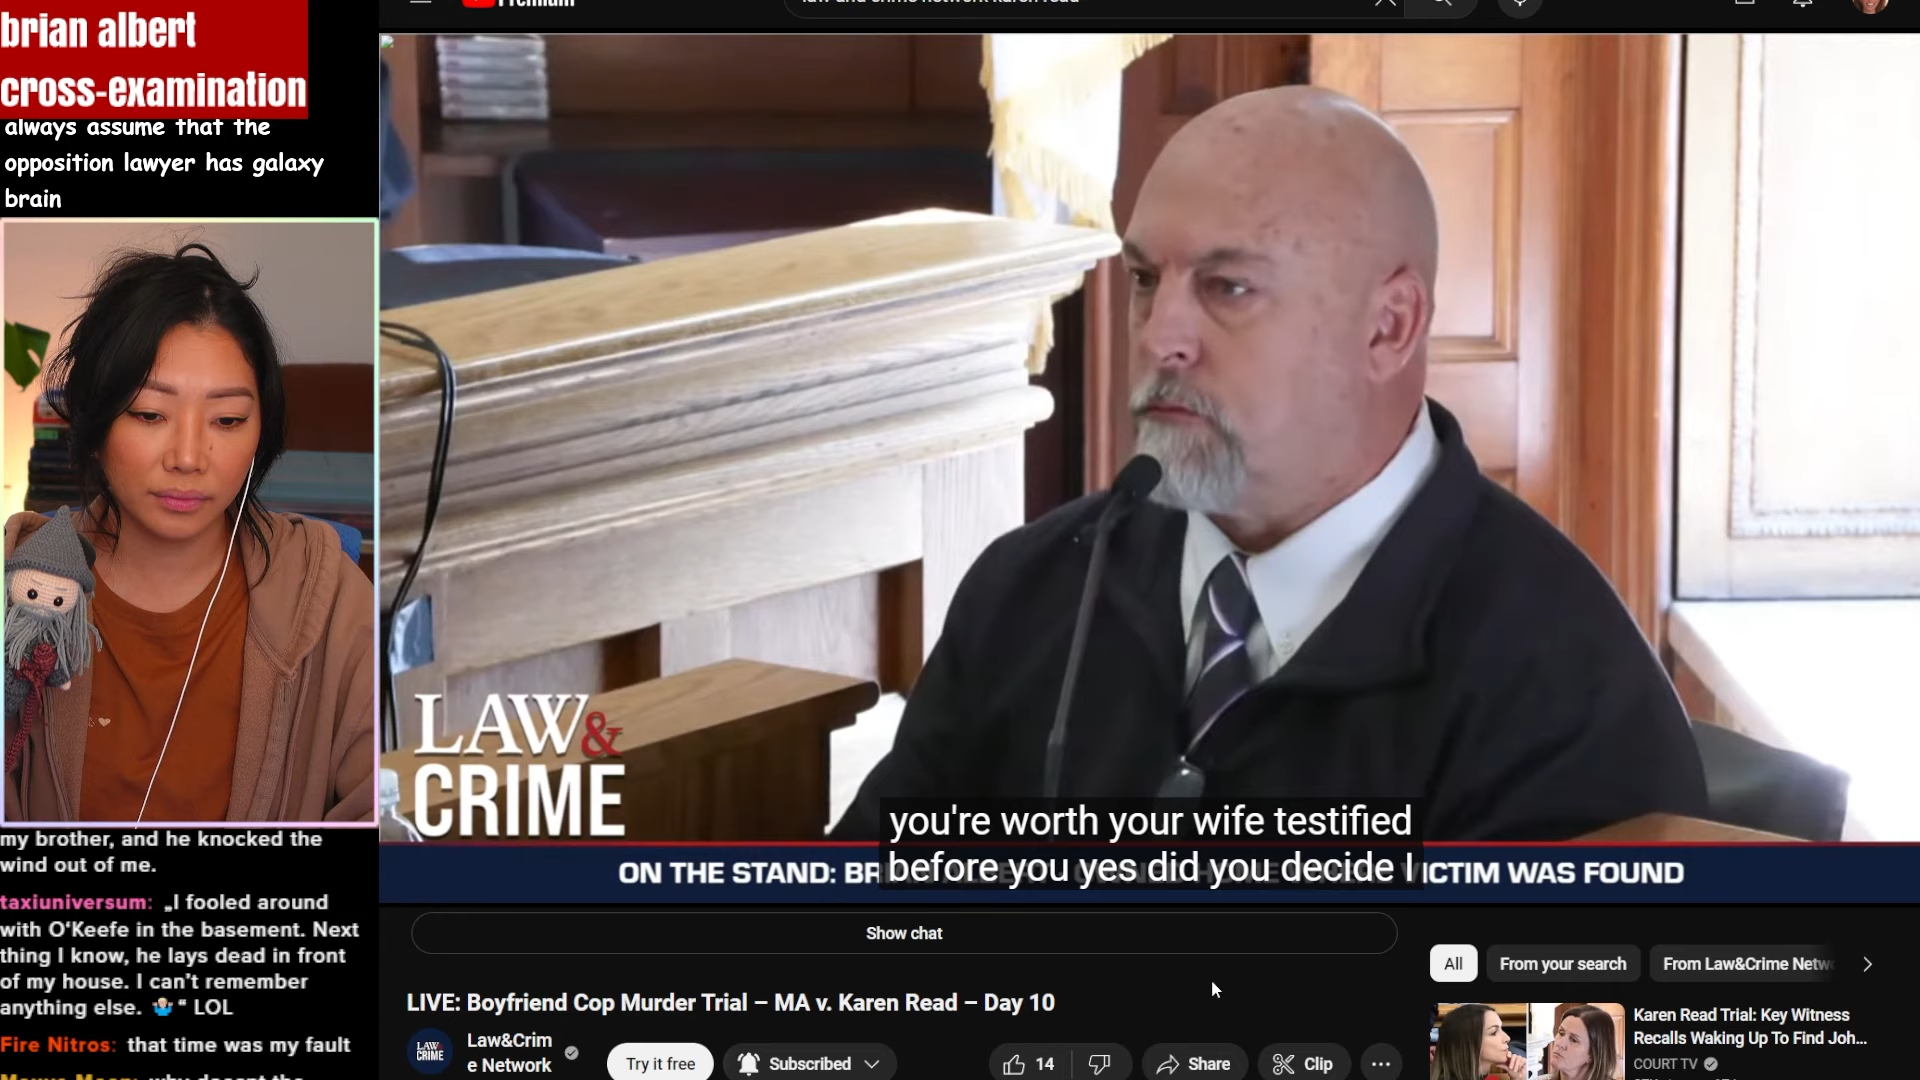 brian albert
cross-examination
always assume that the
opposition lawyer has galaxy
brain
my brother, and he knocked the
wind out of me.
taxiuniversum: „I fooled around
with O‘Keefe in the basement. Next
thing I know, he lays dead in front
of my house. I can’t remember
anything else. 🤷“ LOL
Fire Nitros: that time was my fault
LAW&
CRIME
you're worth your wife testified
before you yes did you decide I
ON THE STAND: BR
VICTIM WAS FOUND
Show chat
LIVE: Boyfriend Cop Murder Trial – MA v. Karen Read – Day 10
LAW&
CRIME
Law&Crim
e Network
Try it free
Subscribed
14
Share
Clip
All
From your search
From Law&Crime Netw
Karen Read Trial: Key Witness
Recalls Waking Up To Find Joh...
COURT TV